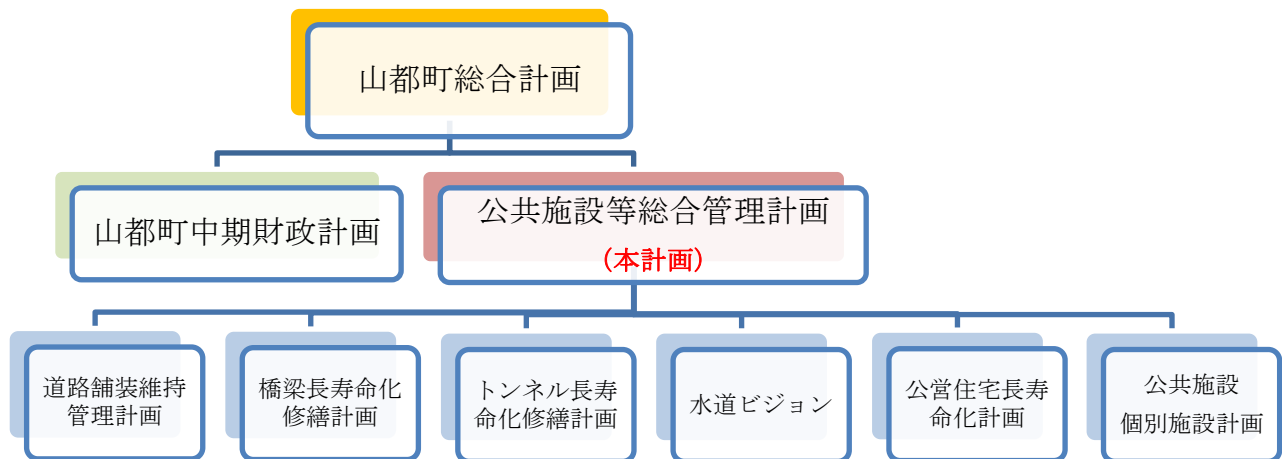 山都町総合計画
山都町中期財政計画
公共施設等総合管理計画
(本計画)
道路舗装維持
管理計画
橋梁長寿命化
修繕計画
トンネル長寿
命化修繕計画
水道ビジョン
公営住宅長寿
命化計画
公共施設
個別施設計画